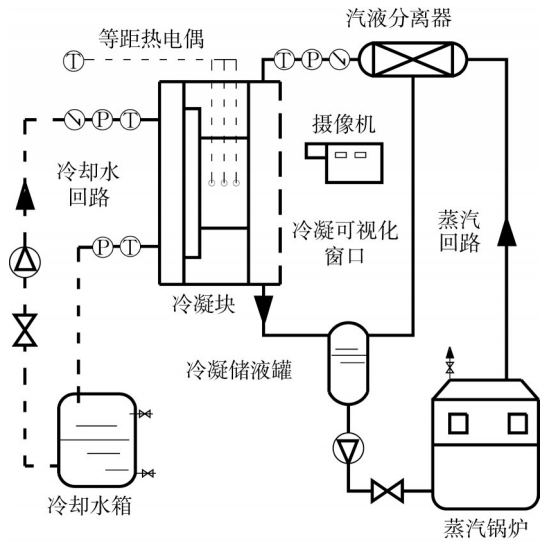 汽液分离器
等距热电偶
T
T P
P T
摄像机
冷却水
回路
冷凝可视化
窗口
蒸汽
回路
P T
冷凝块
冷凝储液罐
冷却水箱
蒸汽锅炉